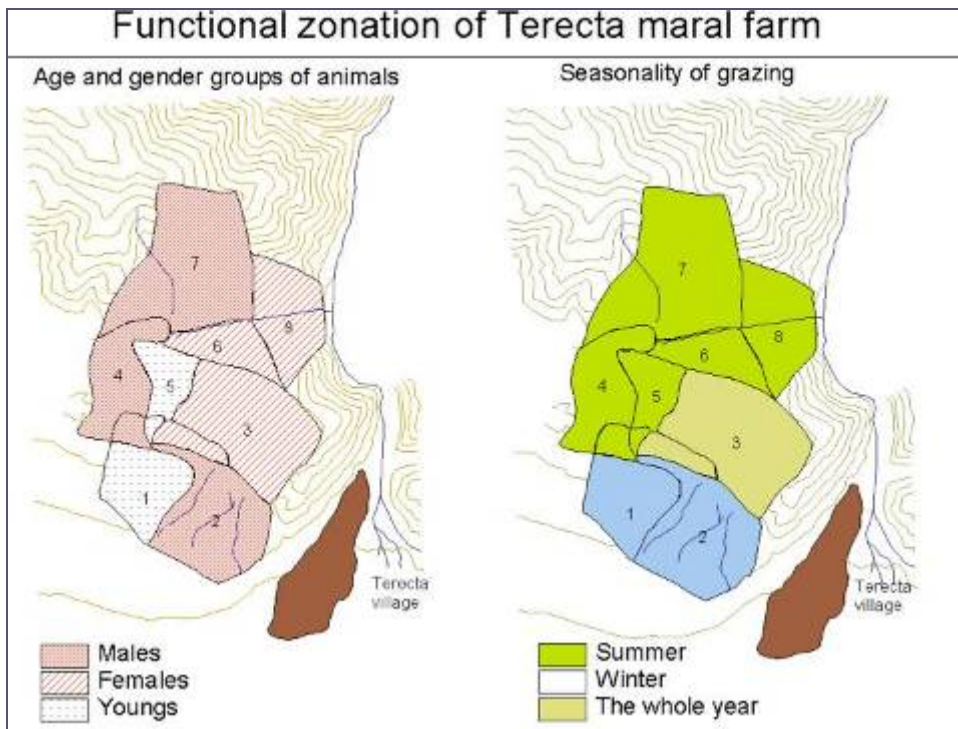 Functional zonation of Terecta maral farm
Age and gender groups of animals
7
9
6
4
5
3
1
2
Terecta
village
Males
Females
Youngs
Seasonality of grazing
7
8
6
4
5
3
1
2
Terecta
village
Summer
Winter
The whole year